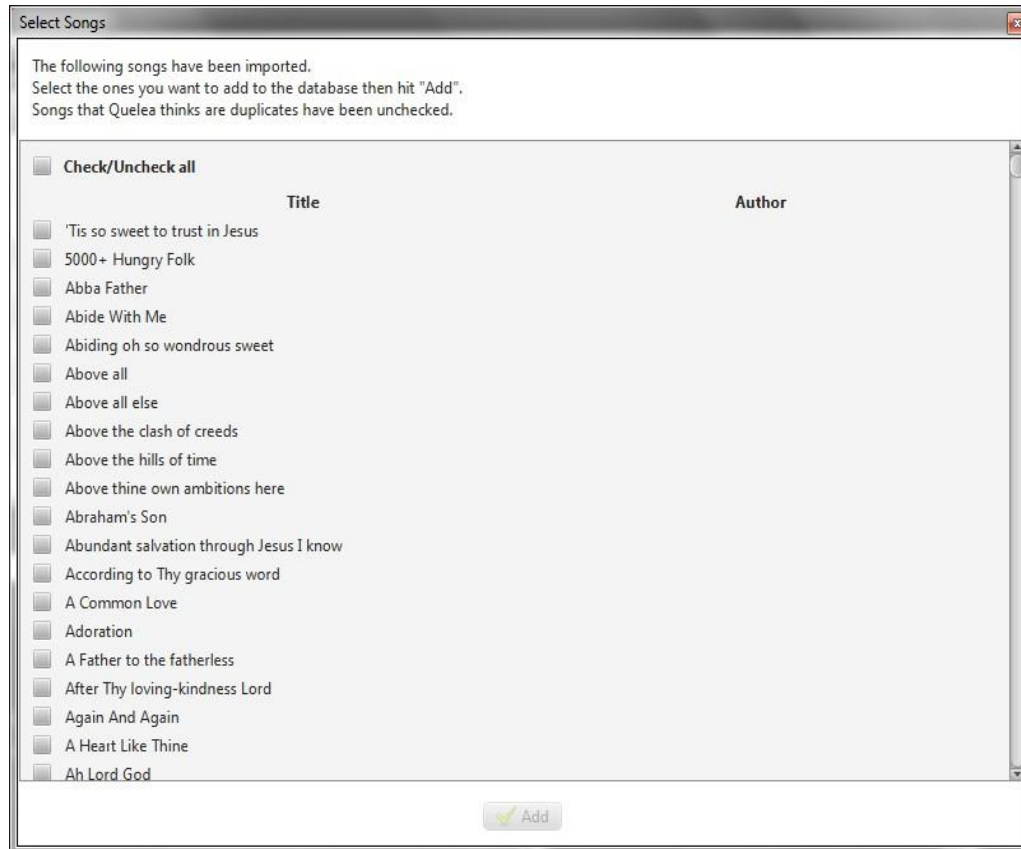 Select Songs
The following songs have been imported.
Select the ones you want to add to the database then hit "Add".
Songs that Quelea thinks are duplicates have been unchecked.
Check/Uncheck all
Title Author
'Tis so sweet to trust in Jesus
5000+ Hungry Folk
Abba Father
Abide With Me
Abiding oh so wondrous sweet
Above all
Above all else
Above the clash of creeds
Above the hills of time
Above thine own ambitions here
Abraham's Son
Abundant salvation through Jesus I know
According to Thy gracious word
A Common Love
Adoration
A Father to the fatherless
After Thy loving-kindness Lord
Again And Again
A Heart Like Thine
Ah Lord God
Add